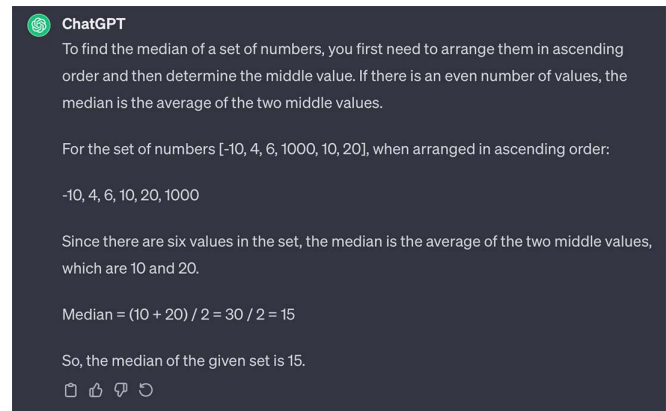 ChatGPT
To find the median of a set of numbers, you first need to arrange them in ascending
order and then determine the middle value. If there is an even number of values, the
median is the average of the two middle values.
For the set of numbers [-10, 4, 6, 1000, 10, 20], when arranged in ascending order:
-10, 4, 6, 10, 20, 1000
Since there are six values in the set, the median is the average of the two middle values,
which are 10 and 20.
Median = (10 + 20) / 2 = 30 / 2 = 15
So, the median of the given set is 15.